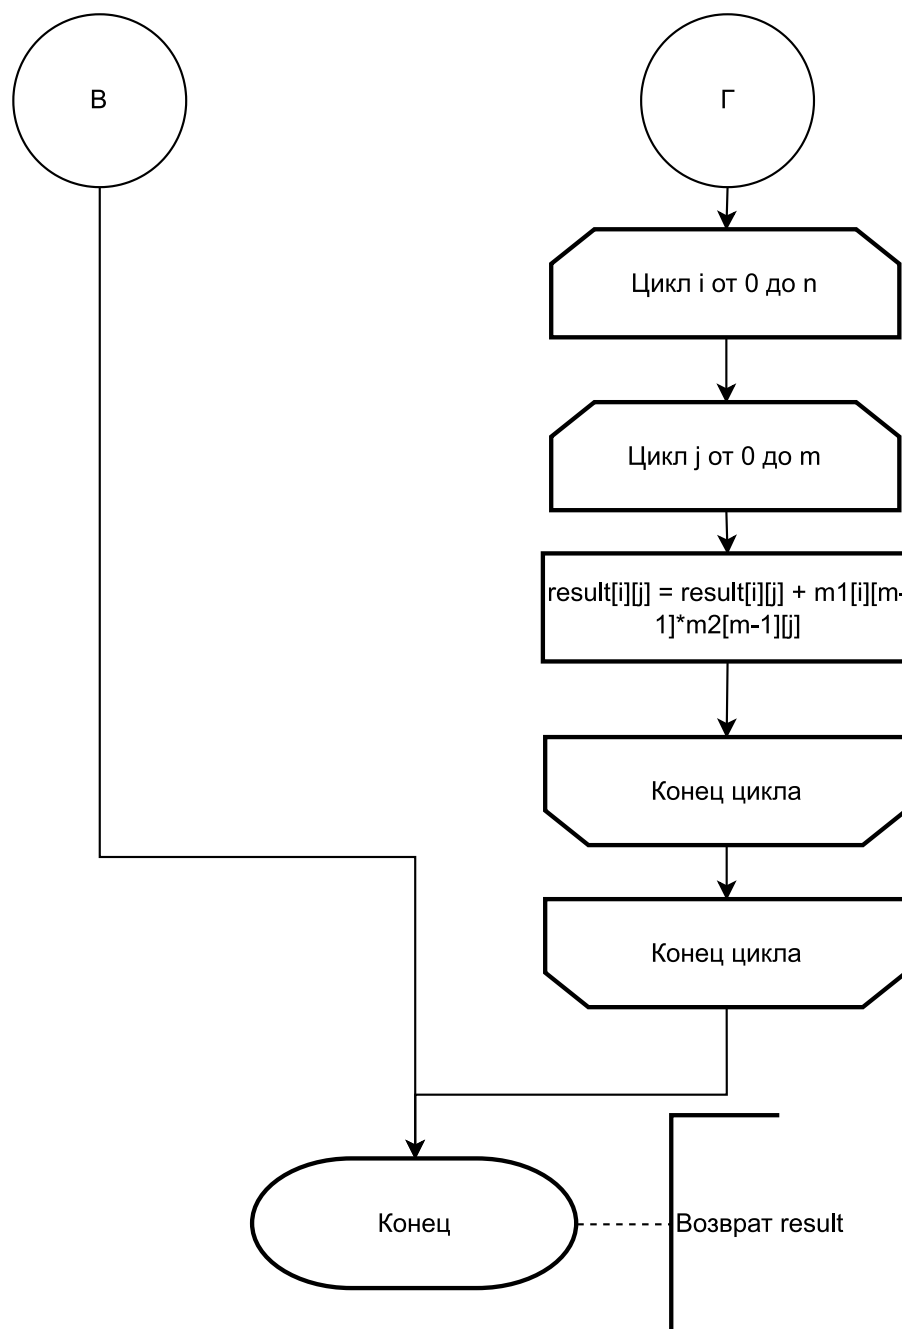 В
Г
Цикл i от 0 до n
Цикл j от 0 до m
result[i][j] = result[i][j] + m1[i][m-
1]*m2[m-1][j]
Конец цикла
Конец цикла
Конец
Возврат result